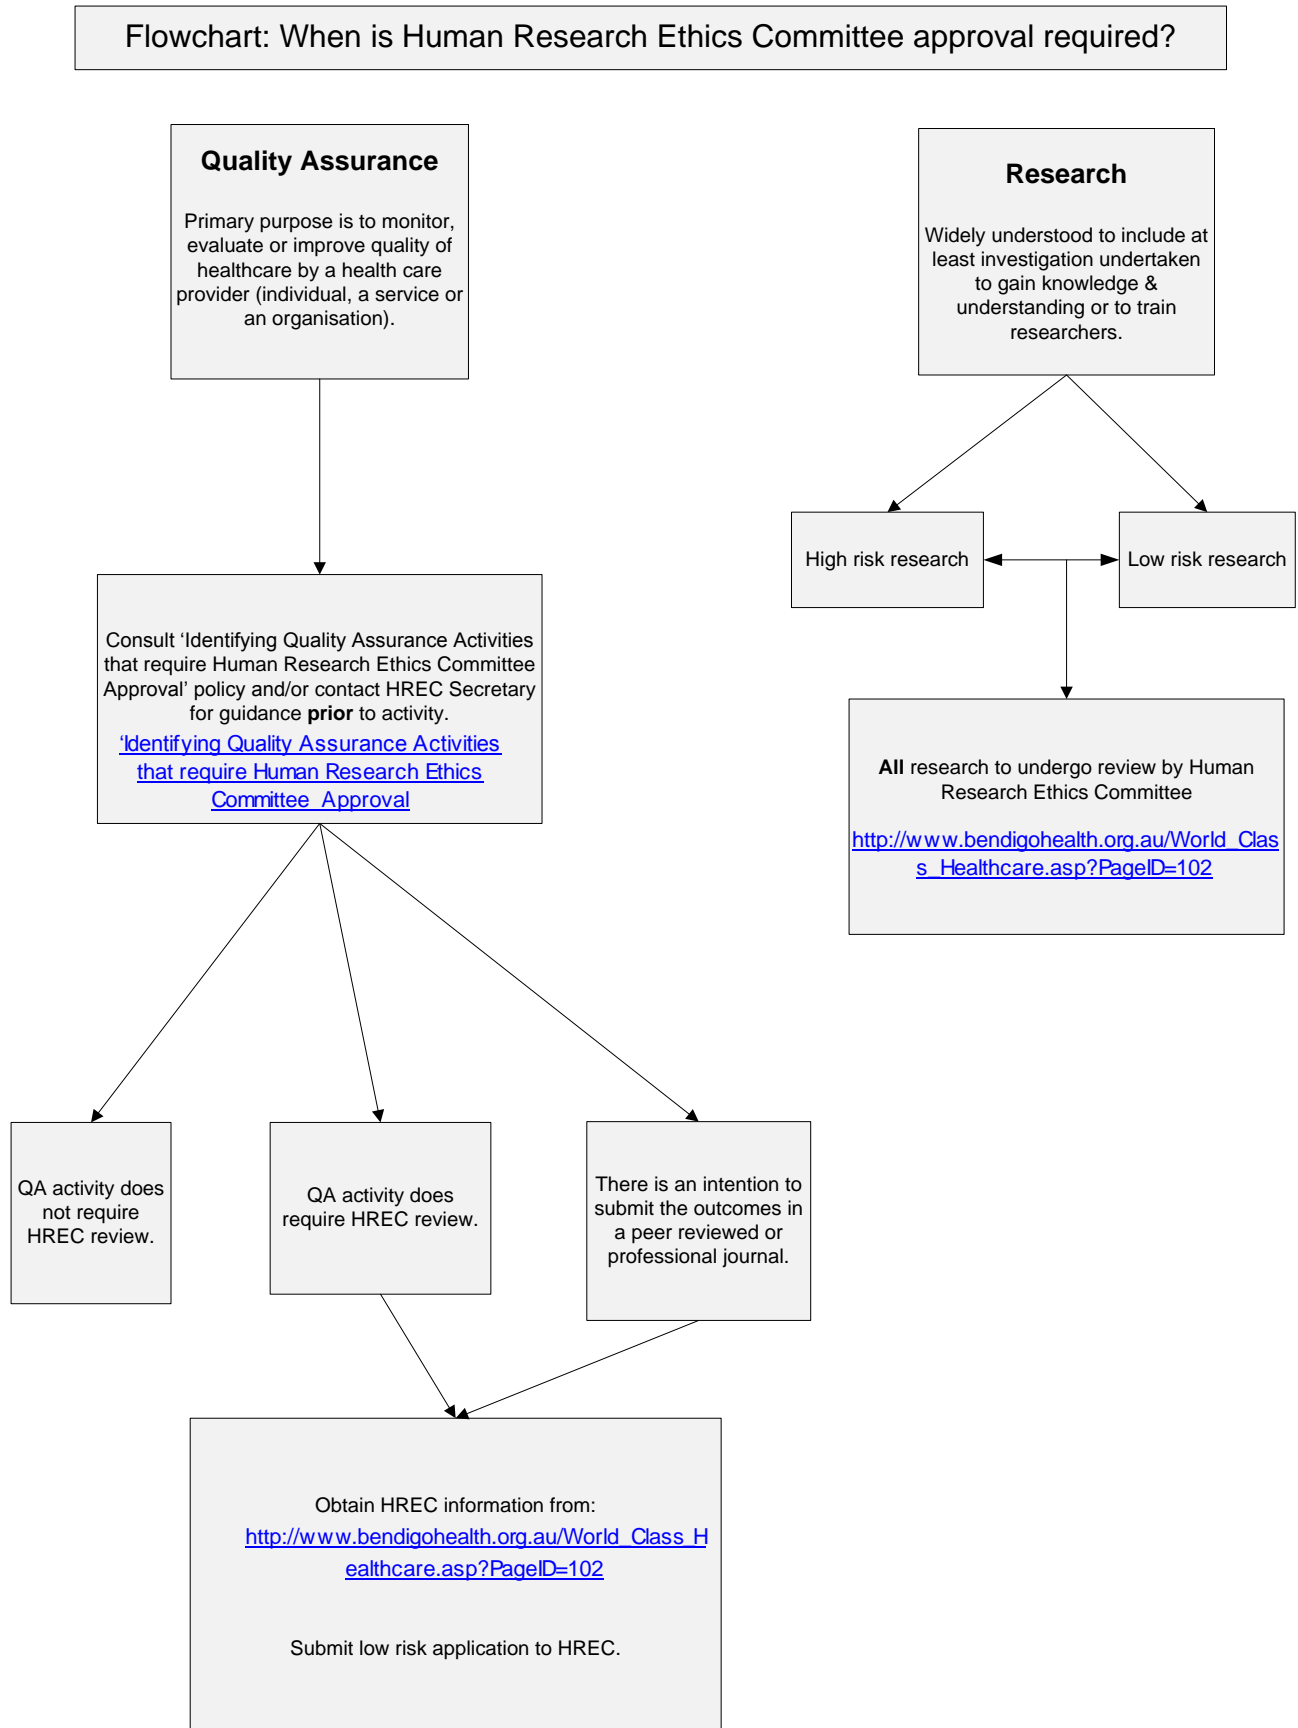 Flowchart: When is Human Research Ethics Committee approval required?
Quality Assurance
Primary purpose is to monitor,
evaluate or improve quality of
healthcare by a health care
provider (individual, a service or
an organisation).
Research
Widely understood to include at
least investigation undertaken
to gain knowledge &
understanding or to train
researchers.
High risk research
Low risk research
Consult ‘Identifying Quality Assurance Activities
that require Human Research Ethics Committee
Approval’ policy and/or contact HREC Secretary
for guidance prior to activity.
‘Identifying Quality Assurance Activities
that require Human Research Ethics
Committee Approval
All research to undergo review by Human
Research Ethics Committee
http://www.bendigohealth.org.au/World_Clas
s_Healthcare.asp?PageID=102
QA activity does
not require
HREC review.
QA activity does
require HREC review.
There is an intention to
submit the outcomes in
a peer reviewed or
professional journal.
Obtain HREC information from:
http://www.bendigohealth.org.au/World_Class_H
ealthcare.asp?PageID=102
Submit low risk application to HREC.